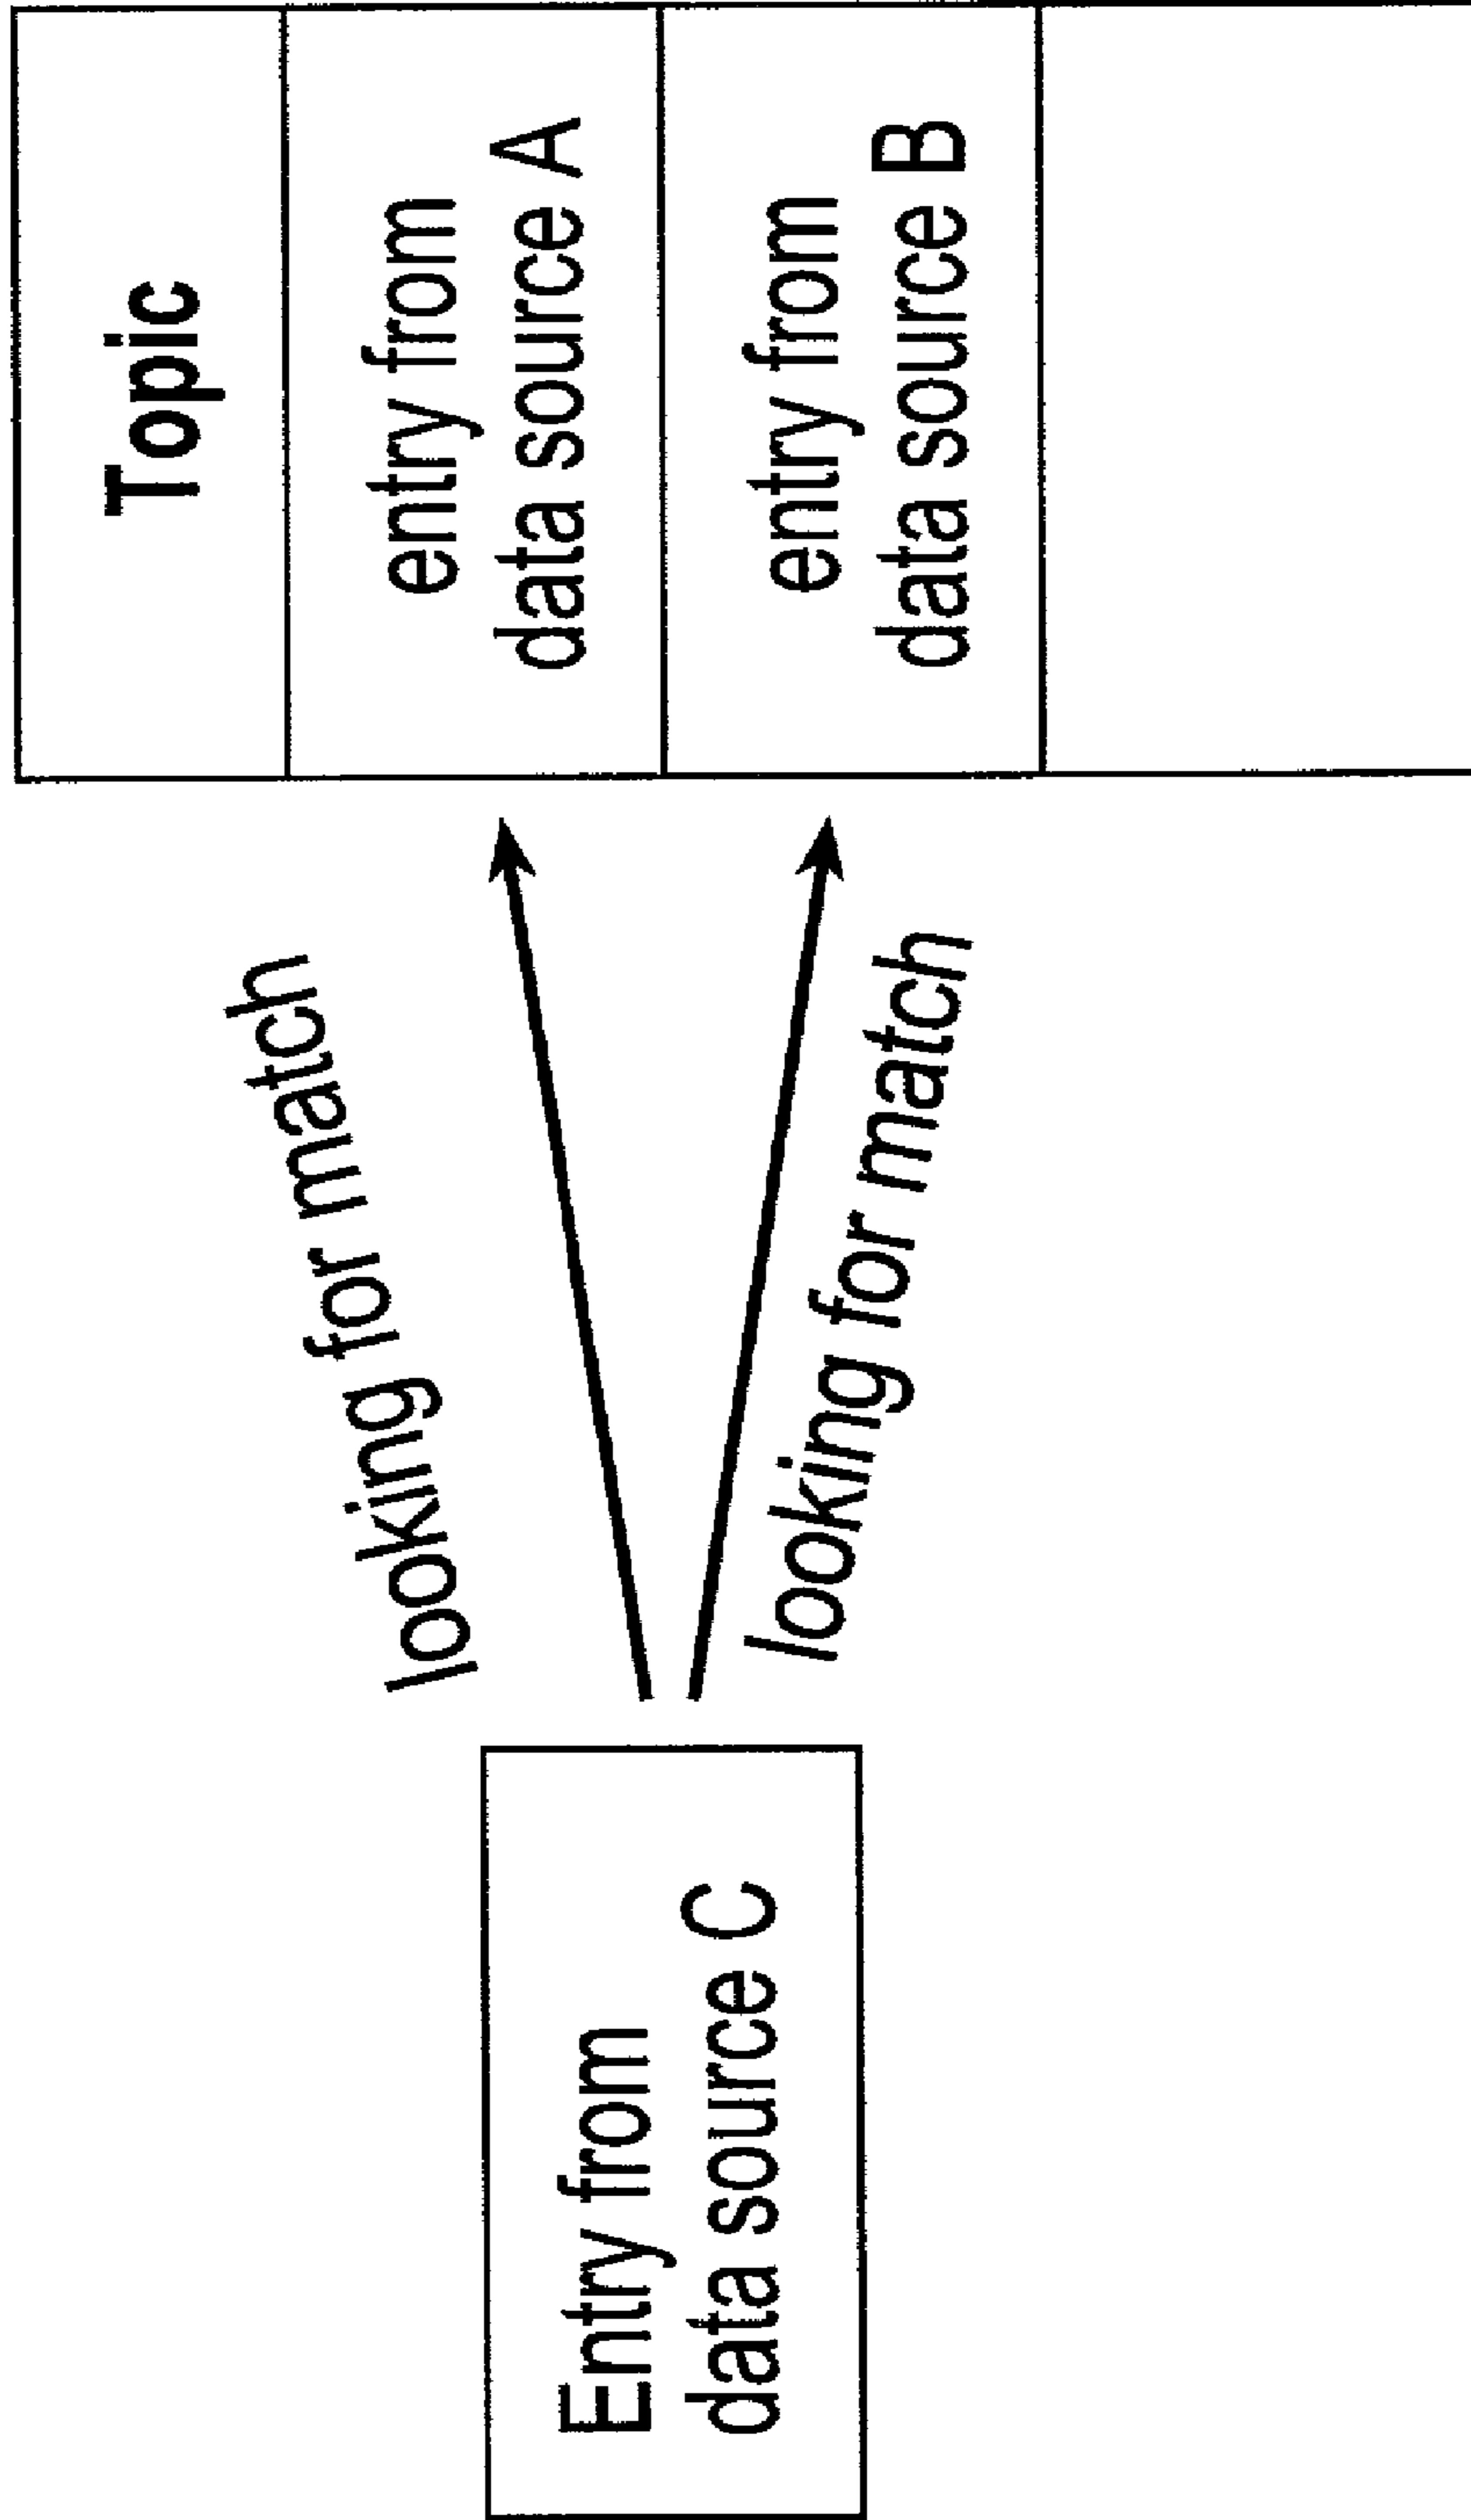 Topic
entry from
data source A
entry from
data source B
looking for match
looking for match
Entry from
data source C